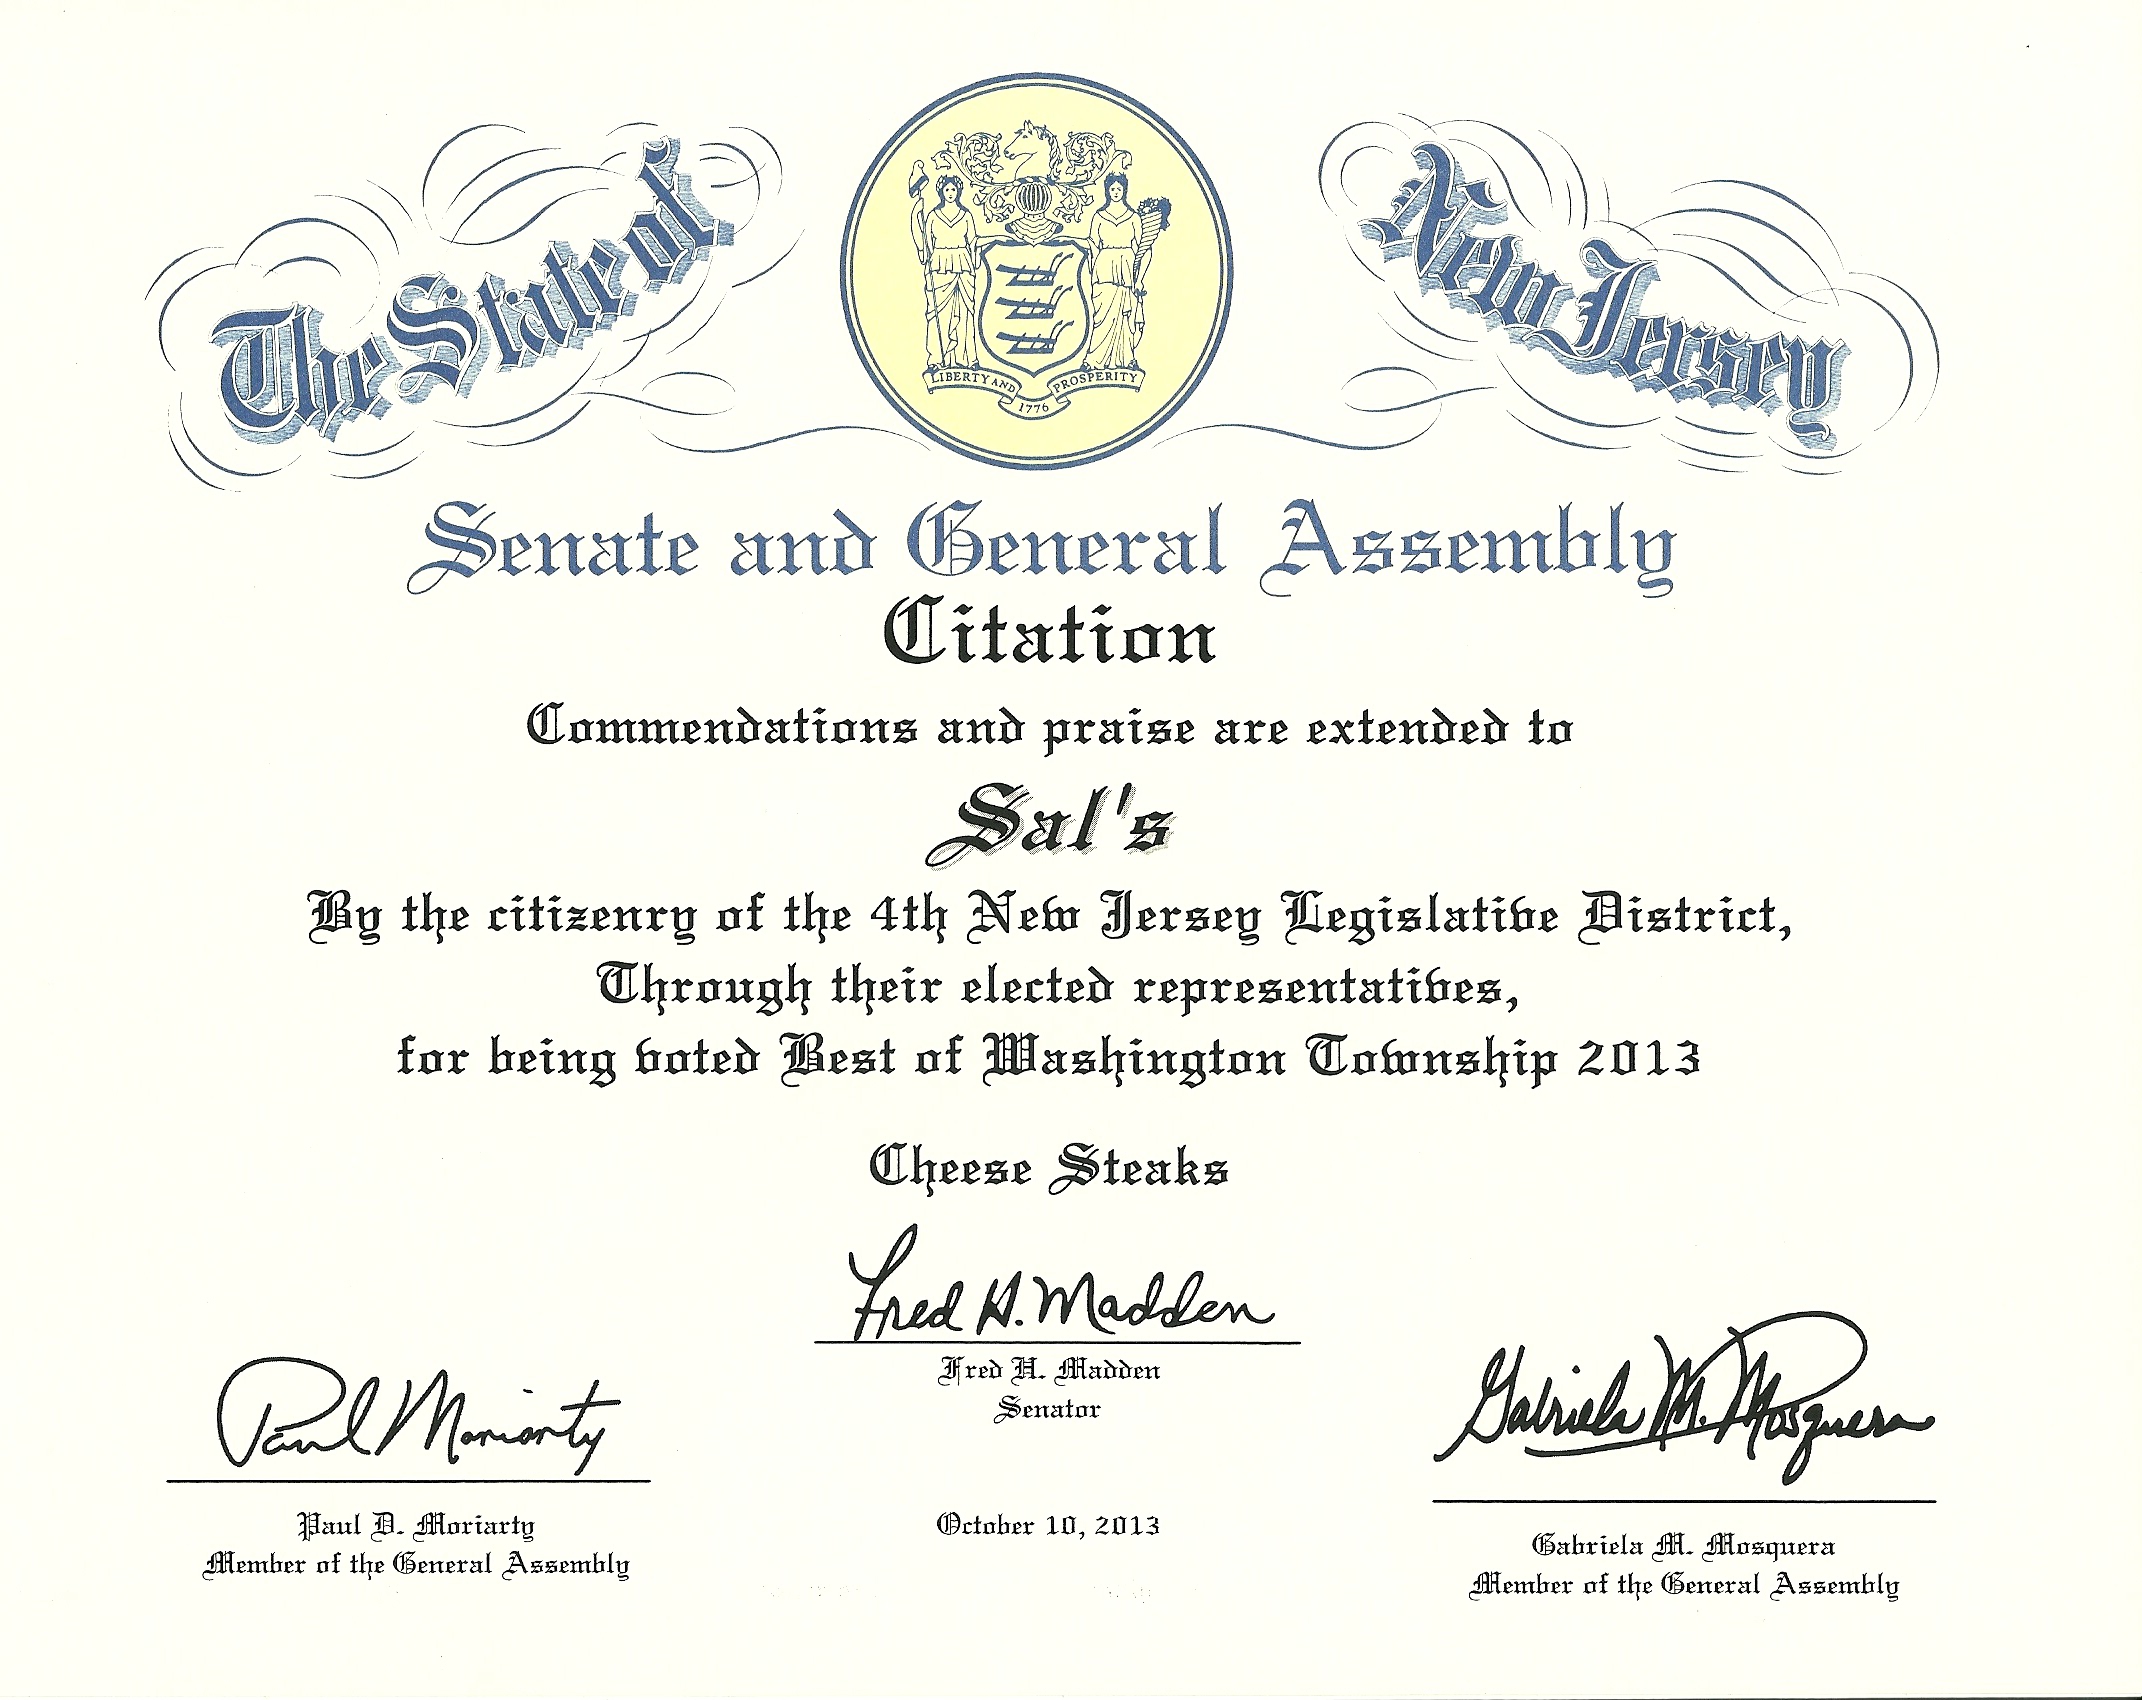 The State of
New Jersey
LIBERTY AND PROSPERITY
1776
Senate and General Assembly
Citation
Commendations and praise are extended to
Sal's
By the citizenry of the 4th New Jersey Legislative District,
Through their elected representatives,
for being voted Best of Washington Township 2013
Cheese Steaks
Fred H. Madden
Fred H. Madden
Senator
Paul Moriarty
Paul D. Moriarty
Member of the General Assembly
October 10, 2013
Gabriela M. Mosquera
Gabriela M. Mosquera
Member of the General Assembly